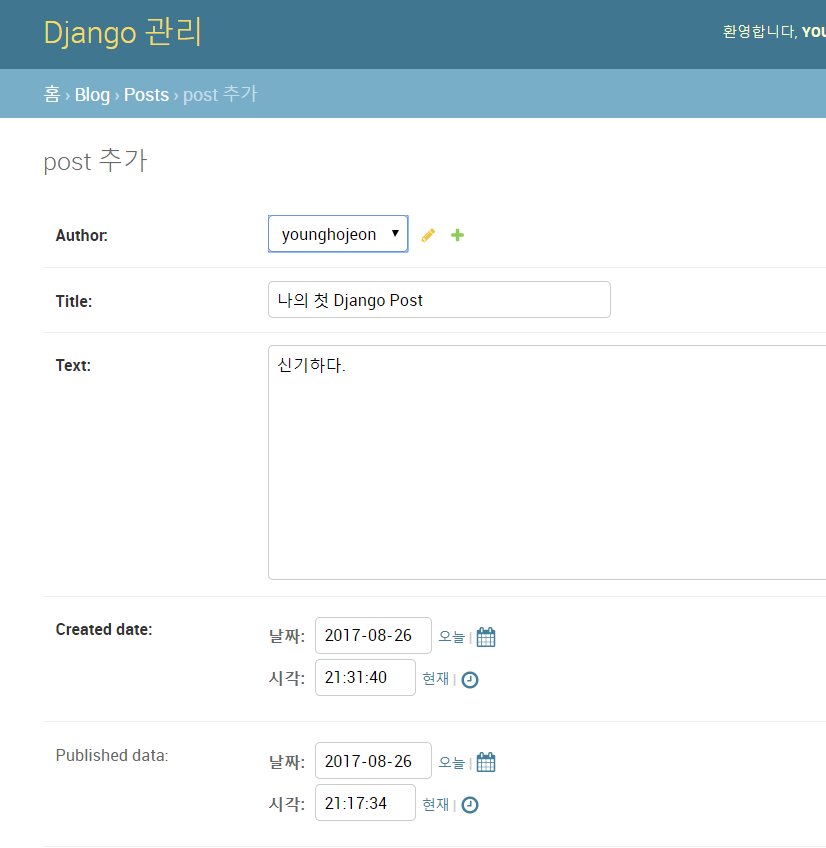 Django 관리
환영합니다, YOU
홈 › Blog › Posts › post 추가
post 추가
Author: younghojeon
Title: 나의 첫 Django Post
Text: 신기하다.
Created date: 날짜: 2017-08-26 오늘 |
시각: 21:31:40 현재 |
Published data: 날짜: 2017-08-26 오늘 |
시각: 21:17:34 현재 |